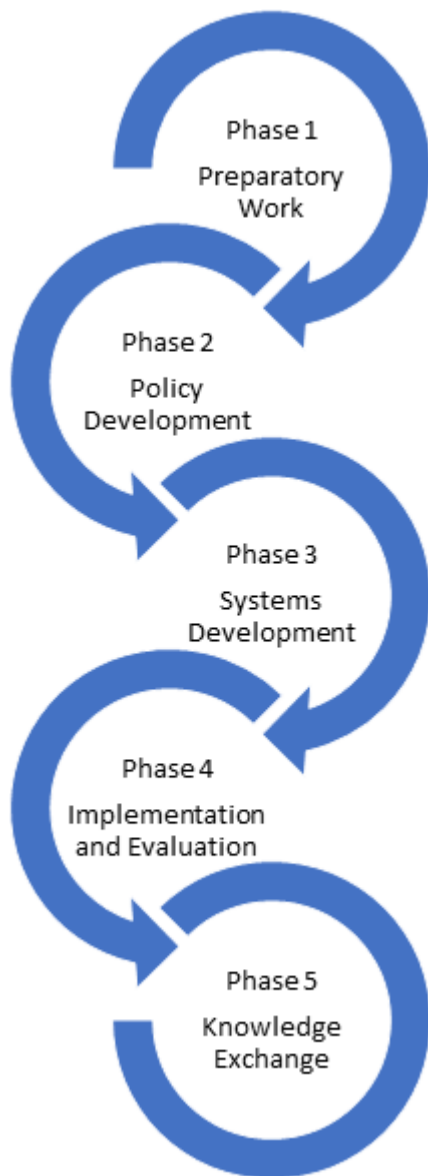 Phase 1
Preparatory
Work
Phase 2
Policy
Development
Phase 3
Systems
Development
Phase 4
Implementation
and Evaluation
Phase 5
Knowledge
Exchange